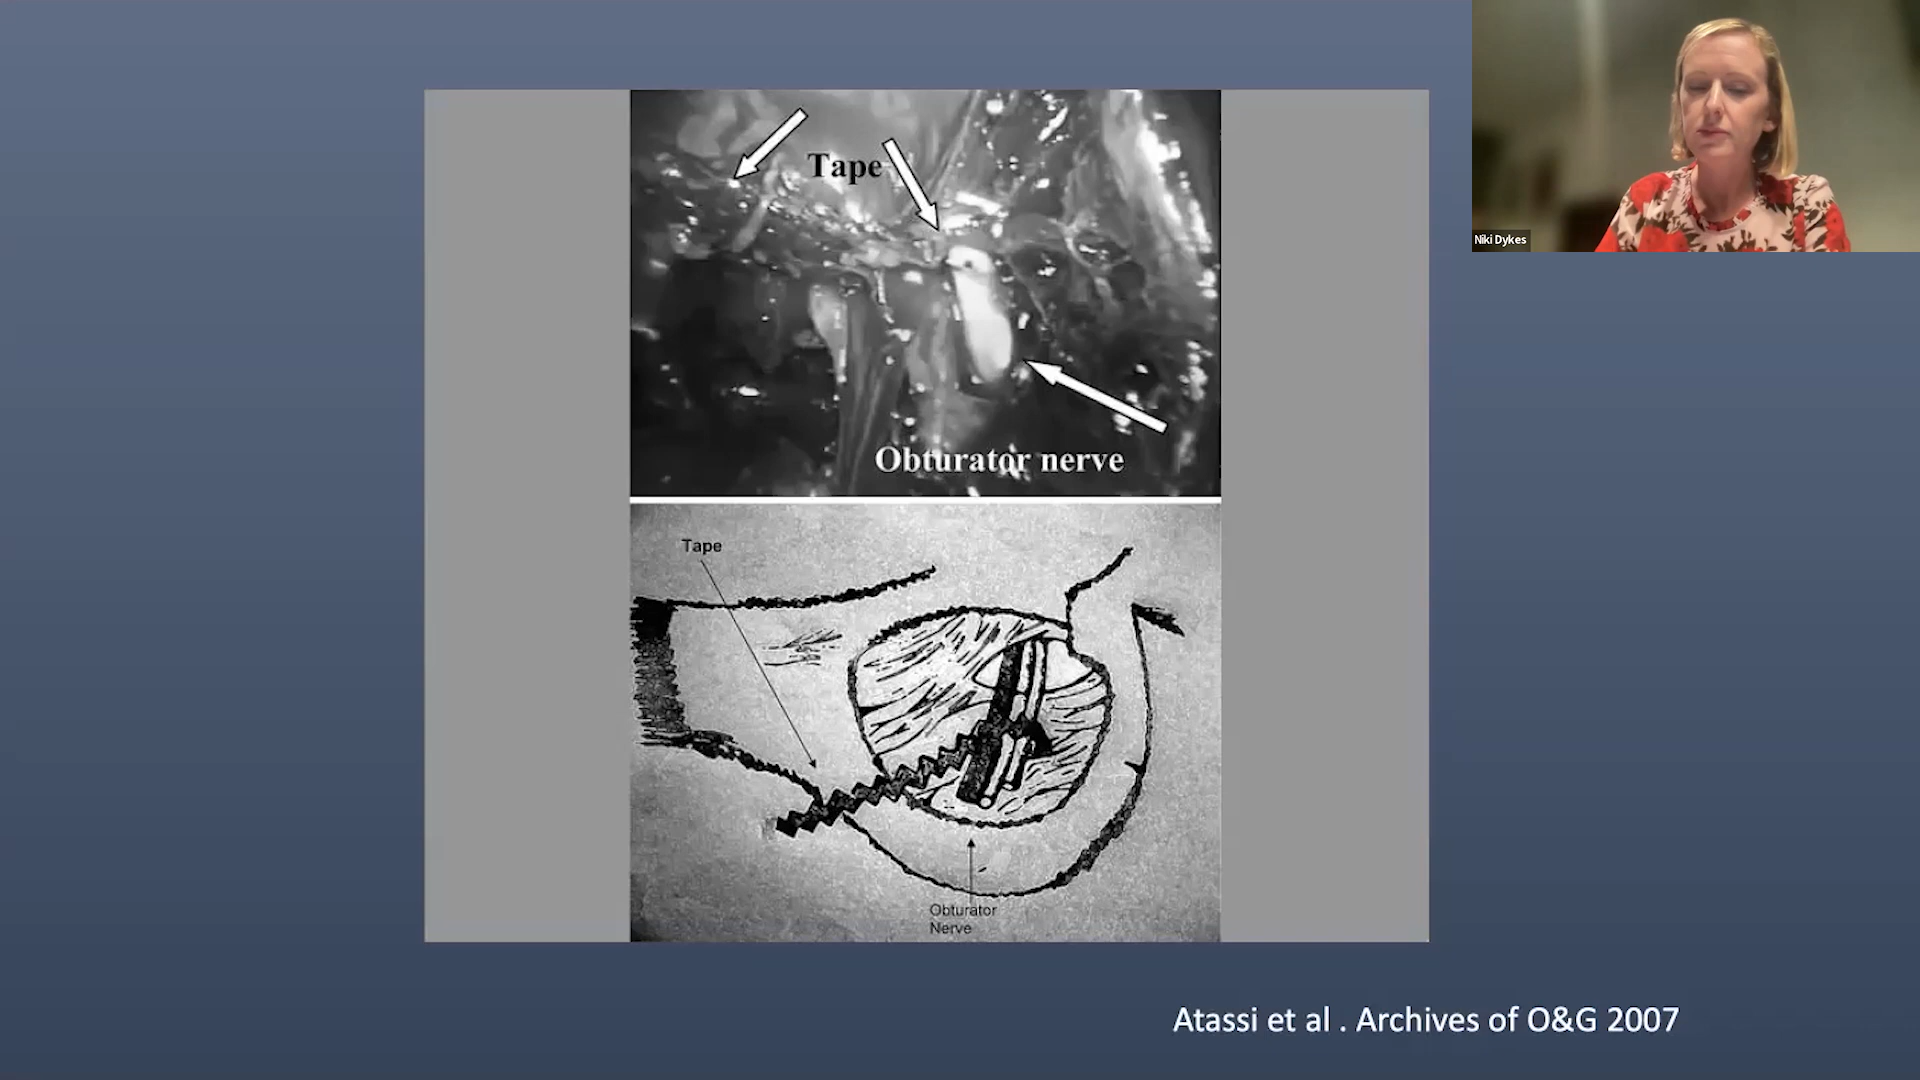 Niki Dykes
Tape
Obturator nerve
Tape
Obturator
Nerve
Atassi et al . Archives of O&G 2007